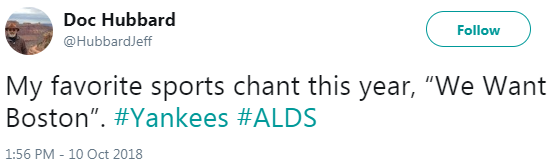 Doc Hubbard
@HubbardJeff
Follow
My favorite sports chant this year, “We Want
Boston”. #Yankees #ALDS
1:56 PM - 10 Oct 2018